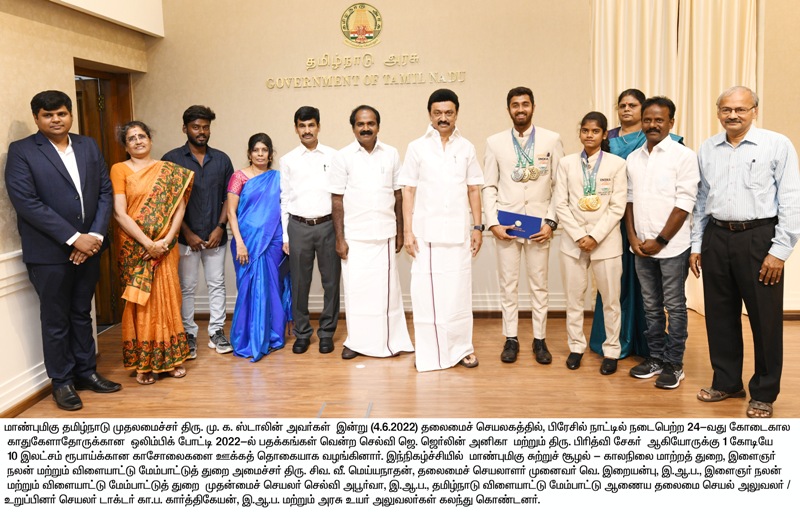 தமிழ்நாடு அரசு
GOVERNMENT OF TAMIL NADU
மாண்புமிகு தமிழ்நாடு முதலமைச்சர் திரு. மு. க. ஸ்டாலின் அவர்கள் இன்று (4.6.2022) தலைமைச் செயலகத்தில், பிரேசில் நாட்டில் நடைபெற்ற 24-வது கோடைகால
காதுகேளாதோருக்கான ஒலிம்பிக் போட்டி 2022-ல் பதக்கங்கள் வென்ற செல்வி ஜெ. ஜெர்லின் அனிகா மற்றும் திரு. பிரித்வி சேகர் ஆகியோருக்கு 1 கோடியே
10 இலட்சம் ரூபாய்க்கான காசோலைகளை ஊக்கத் தொகையாக வழங்கினார். இந்நிகழ்ச்சியில் மாண்புமிகு சுற்றுச் சூழல் – காலநிலை மாற்றத் துறை, இளைஞர்
நலன் மற்றும் விளையாட்டு மேம்பாட்டுத் துறை அமைச்சர் திரு. சிவ. வீ. மெய்யநாதன், தலைமைச் செயலாளர் முனைவர் வெ. இறையன்பு, இ.ஆ.ப., இளைஞர் நலன்
மற்றும் விளையாட்டு மேம்பாட்டுத் துறை முதன்மைச் செயலர் செல்வி அபூர்வா, இ.ஆ.ப., தமிழ்நாடு விளையாட்டு மேம்பாட்டு ஆணைய தலைமை செயல் அலுவலர் /
உறுப்பினர் செயலர் டாக்டர் கா.ப. கார்த்திகேயன், இ.ஆ.ப. மற்றும் அரசு உயர் அலுவலர்கள் கலந்து கொண்டனர்.